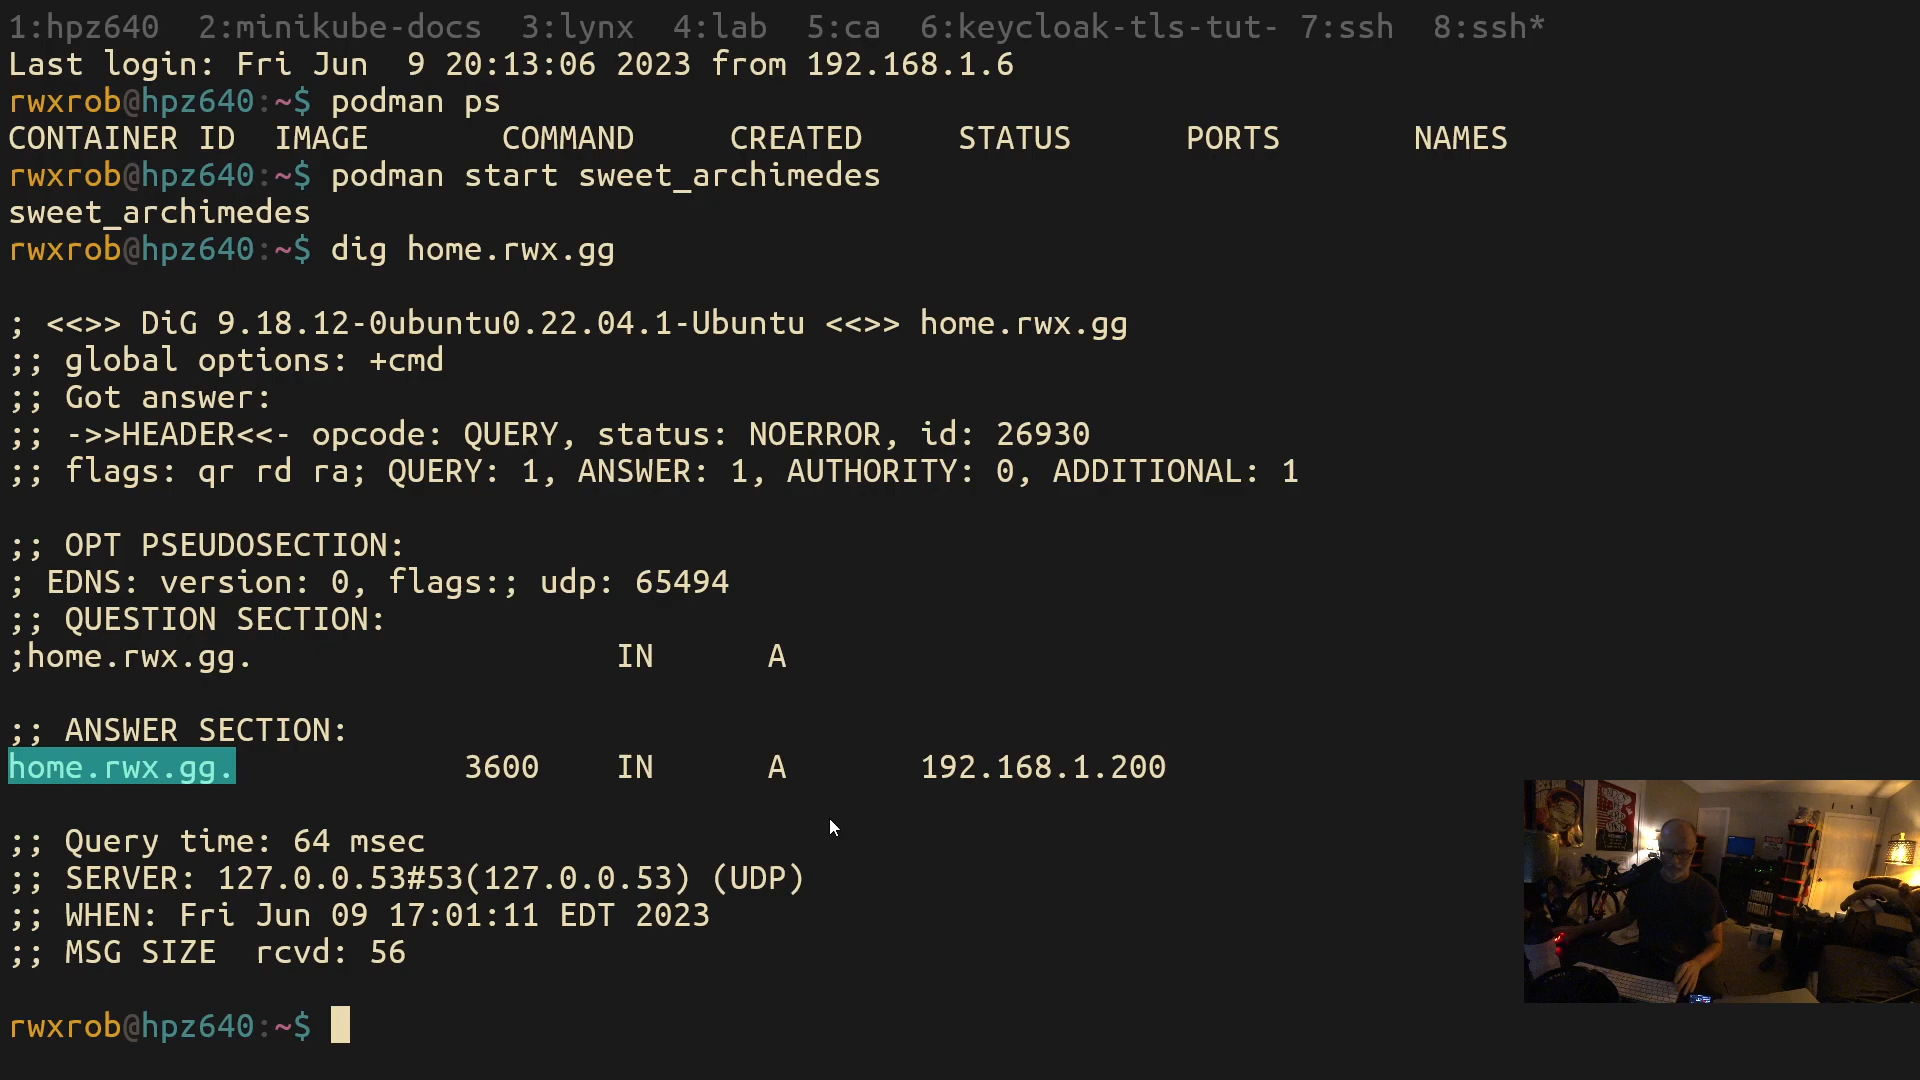 1:hpz640  2:minikube-docs  3:lynx  4:lab  5:ca  6:keycloak-tls-tut- 7:ssh  8:ssh*
Last login: Fri Jun  9 20:13:06 2023 from 192.168.1.6
rwxrob@hpz640:~$ podman ps
CONTAINER ID  IMAGE       COMMAND     CREATED     STATUS      PORTS       NAMES
rwxrob@hpz640:~$ podman start sweet_archimedes
sweet_archimedes
rwxrob@hpz640:~$ dig home.rwx.gg
; <<>> DiG 9.18.12-0ubuntu0.22.04.1-Ubuntu <<>> home.rwx.gg
;; global options: +cmd
;; Got answer:
;; ->>HEADER<<- opcode: QUERY, status: NOERROR, id: 26930
;; flags: qr rd ra; QUERY: 1, ANSWER: 1, AUTHORITY: 0, ADDITIONAL: 1
;; OPT PSEUDOSECTION:
; EDNS: version: 0, flags:; udp: 65494
;; QUESTION SECTION:
;home.rwx.gg.                   IN      A
;; ANSWER SECTION:
home.rwx.gg.            3600    IN      A       192.168.1.200
;; Query time: 64 msec
;; SERVER: 127.0.0.53#53(127.0.0.53) (UDP)
;; WHEN: Fri Jun 09 17:01:11 EDT 2023
;; MSG SIZE  rcvd: 56
rwxrob@hpz640:~$